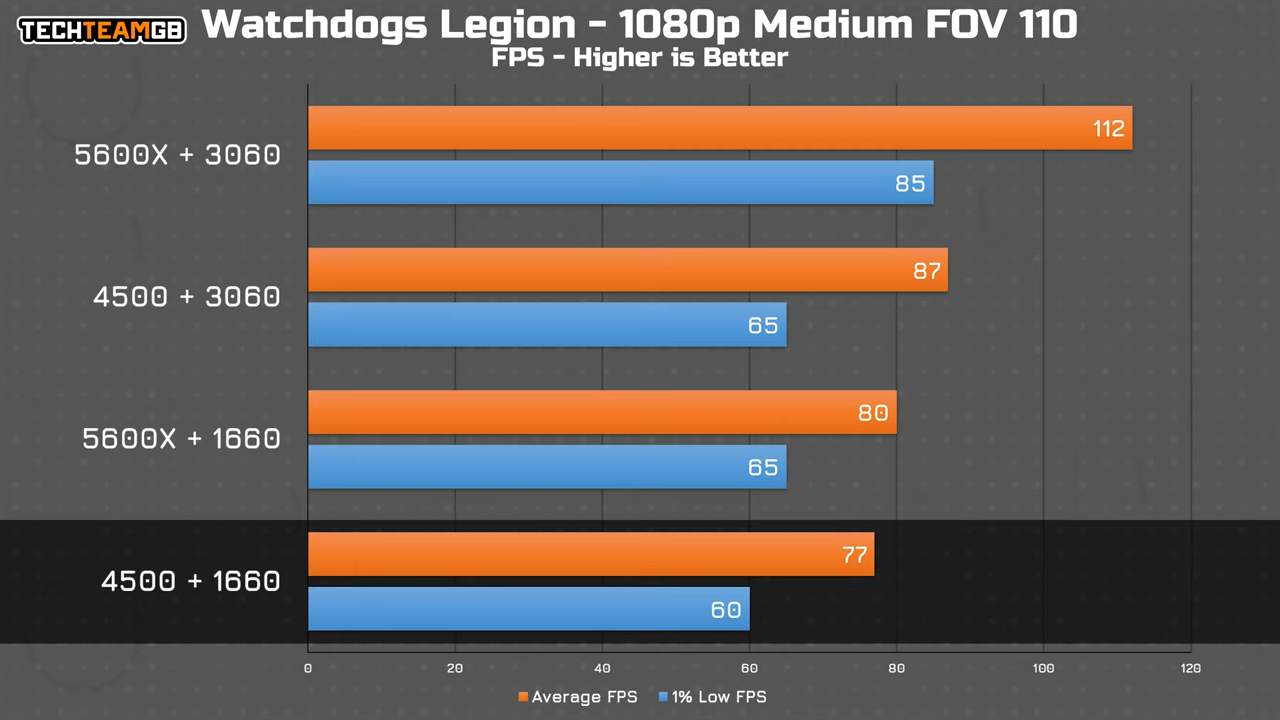 TECHTEAMGB
Watchdogs Legion - 1080p Medium FOV 110
FPS - Higher is Better
5600X + 3060
112
85
4500 + 3060
87
65
5600X + 1660
80
65
4500 + 1660
77
60
0 20 40 60 80 100 120
Average FPS 1% Low FPS